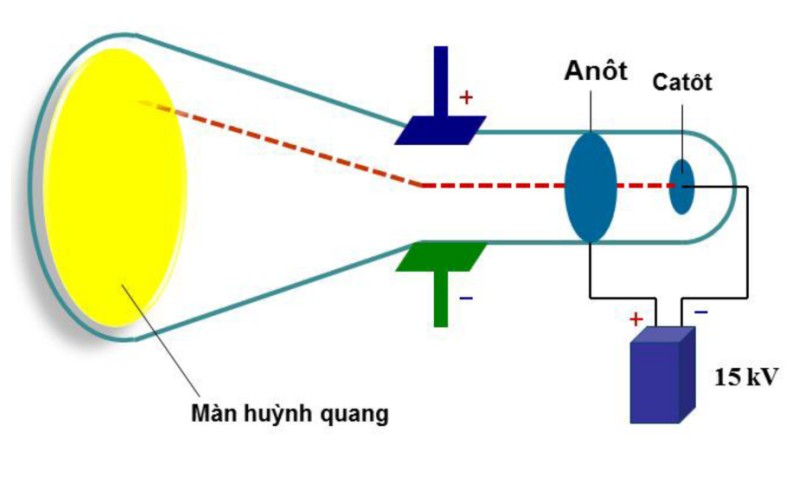 Anôt
Catôt
+
−
+
−
15 kV
Màn huỳnh quang